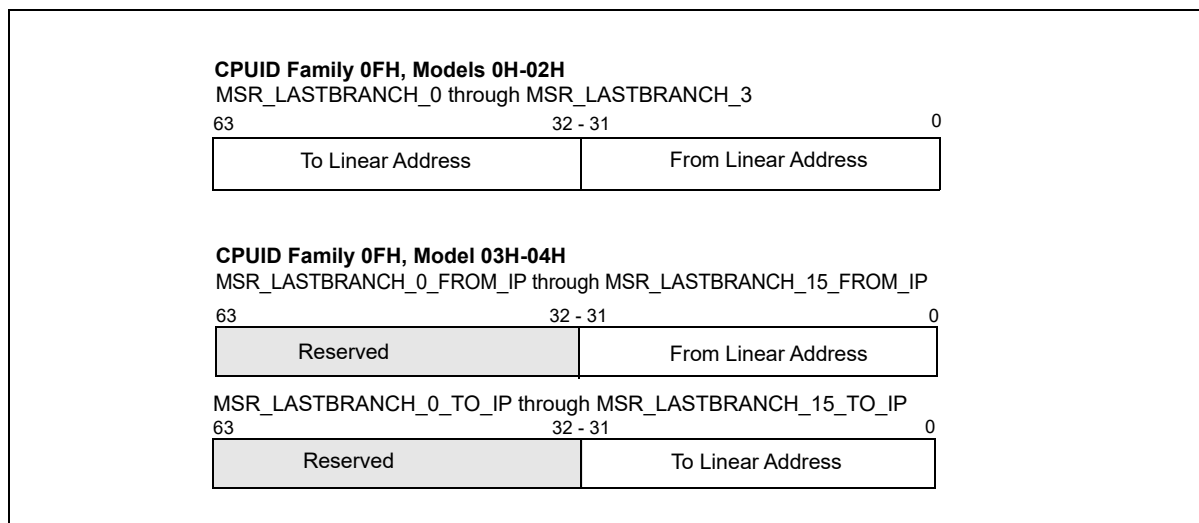 CPUID Family 0FH, Models 0H-02H
MSR_LASTBRANCH_0 through MSR_LASTBRANCH_3
63 32 - 31 0
To Linear Address From Linear Address
CPUID Family 0FH, Model 03H-04H
MSR_LASTBRANCH_0_FROM_IP through MSR_LASTBRANCH_15_FROM_IP
63 32 - 31 0
Reserved From Linear Address
MSR_LASTBRANCH_0_TO_IP through MSR_LASTBRANCH_15_TO_IP
63 32 - 31 0
Reserved To Linear Address